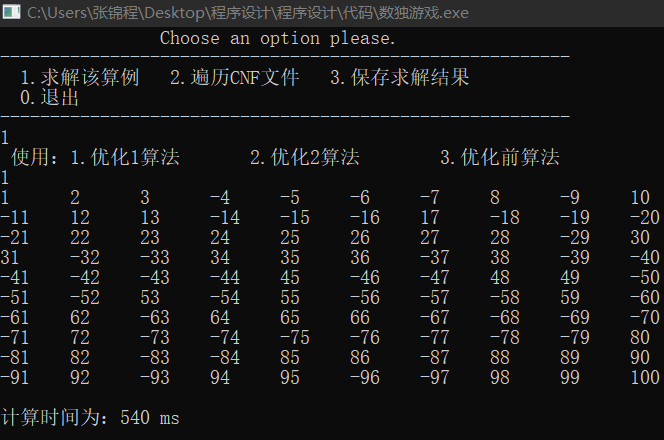 C:\Users\张锦程\Desktop\程序设计\程序设计\代码\数独游戏.exe
Choose an option please.
---------------------------------------------------------
1.求解该算例 2.遍历CNF文件 3.保存求解结果
0.退出
---------------------------------------------------------
1
使用：1.优化1算法 2.优化2算法 3.优化前算法
1
1 2 3 -4 -5 -6 -7 8 -9 10
-11 12 13 -14 -15 -16 17 -18 -19 -20
-21 22 23 24 25 26 27 28 -29 30
31 -32 -33 34 35 36 -37 38 -39 -40
-41 -42 -43 -44 -45 -46 -47 48 49 -50
-51 -52 53 -54 55 -56 -57 -58 59 -60
-61 62 -63 64 65 66 -67 -68 -69 -70
-71 72 -73 -74 -75 -76 -77 -78 -79 80
-81 82 -83 -84 85 86 -87 88 89 90
-91 92 -93 94 95 -96 -97 98 99 100
计算时间为：540 ms